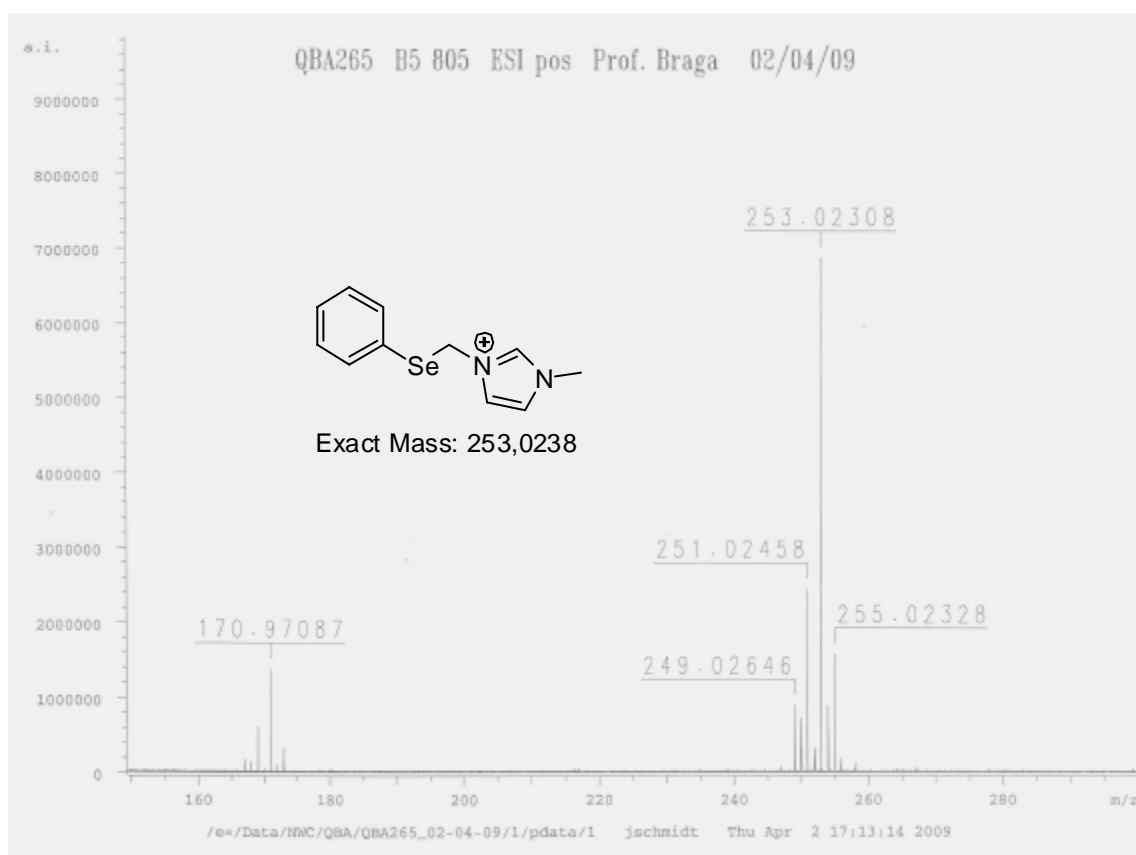 a.i.
QBA265 B5 805 ESI pos Prof. Braga 02/04/09
9000000
8000000
253.02308
7000000
6000000
Se
N
+
N
5000000
Exact Mass: 253,0238
4000000
3000000
251.02458
2000000
170.97087
255.02328
249.02646
1000000
0
160 180 200 220 240 260 280 m/z
/e=/Data/NWC/QBA/QBA265_02-04-09/1/pdata/1 jschmidt Thu Apr 2 17:13:14 2009